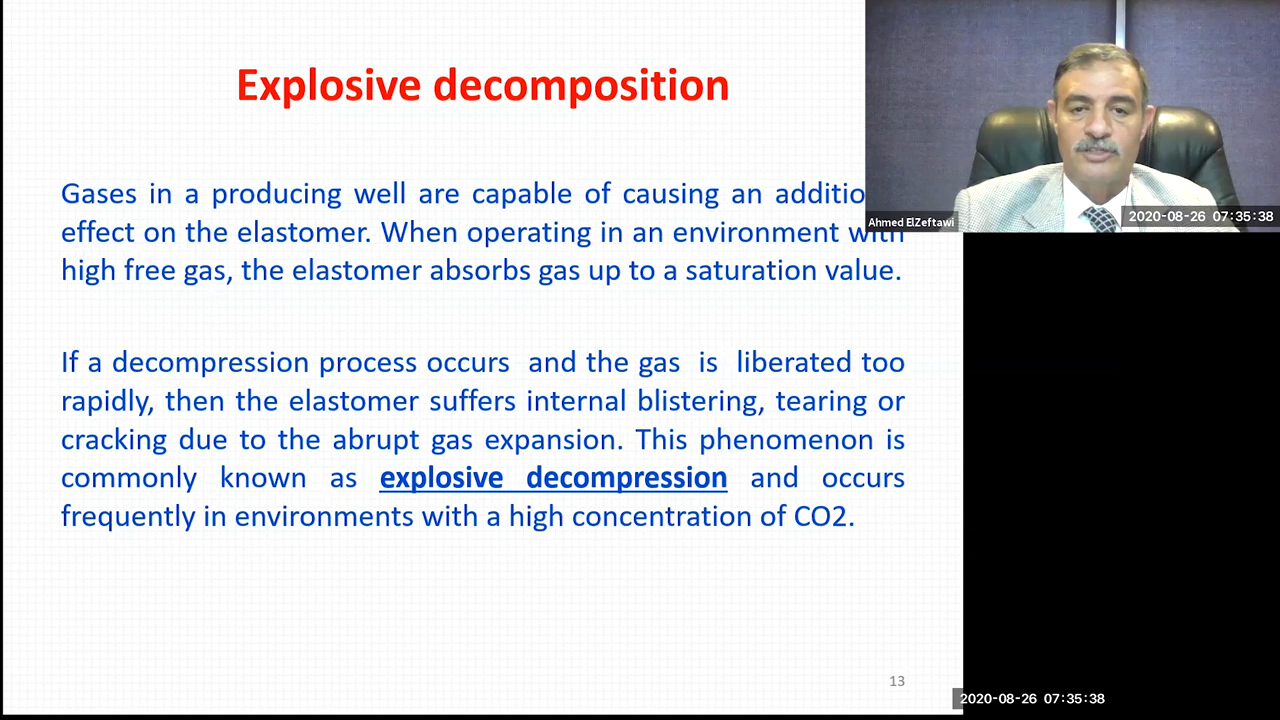 Explosive decomposition
Gases in a producing well are capable of causing an additio
effect on the elastomer. When operating in an environment with
high free gas, the elastomer absorbs gas up to a saturation value.
If a decompression process occurs and the gas is liberated too
rapidly, then the elastomer suffers internal blistering, tearing or
cracking due to the abrupt gas expansion. This phenomenon is
commonly known as explosive decompression and occurs
frequently in environments with a high concentration of CO2.
13
Ahmed ElZeftawi
2020-08-26 07:35:38
2020-08-26 07:35:38